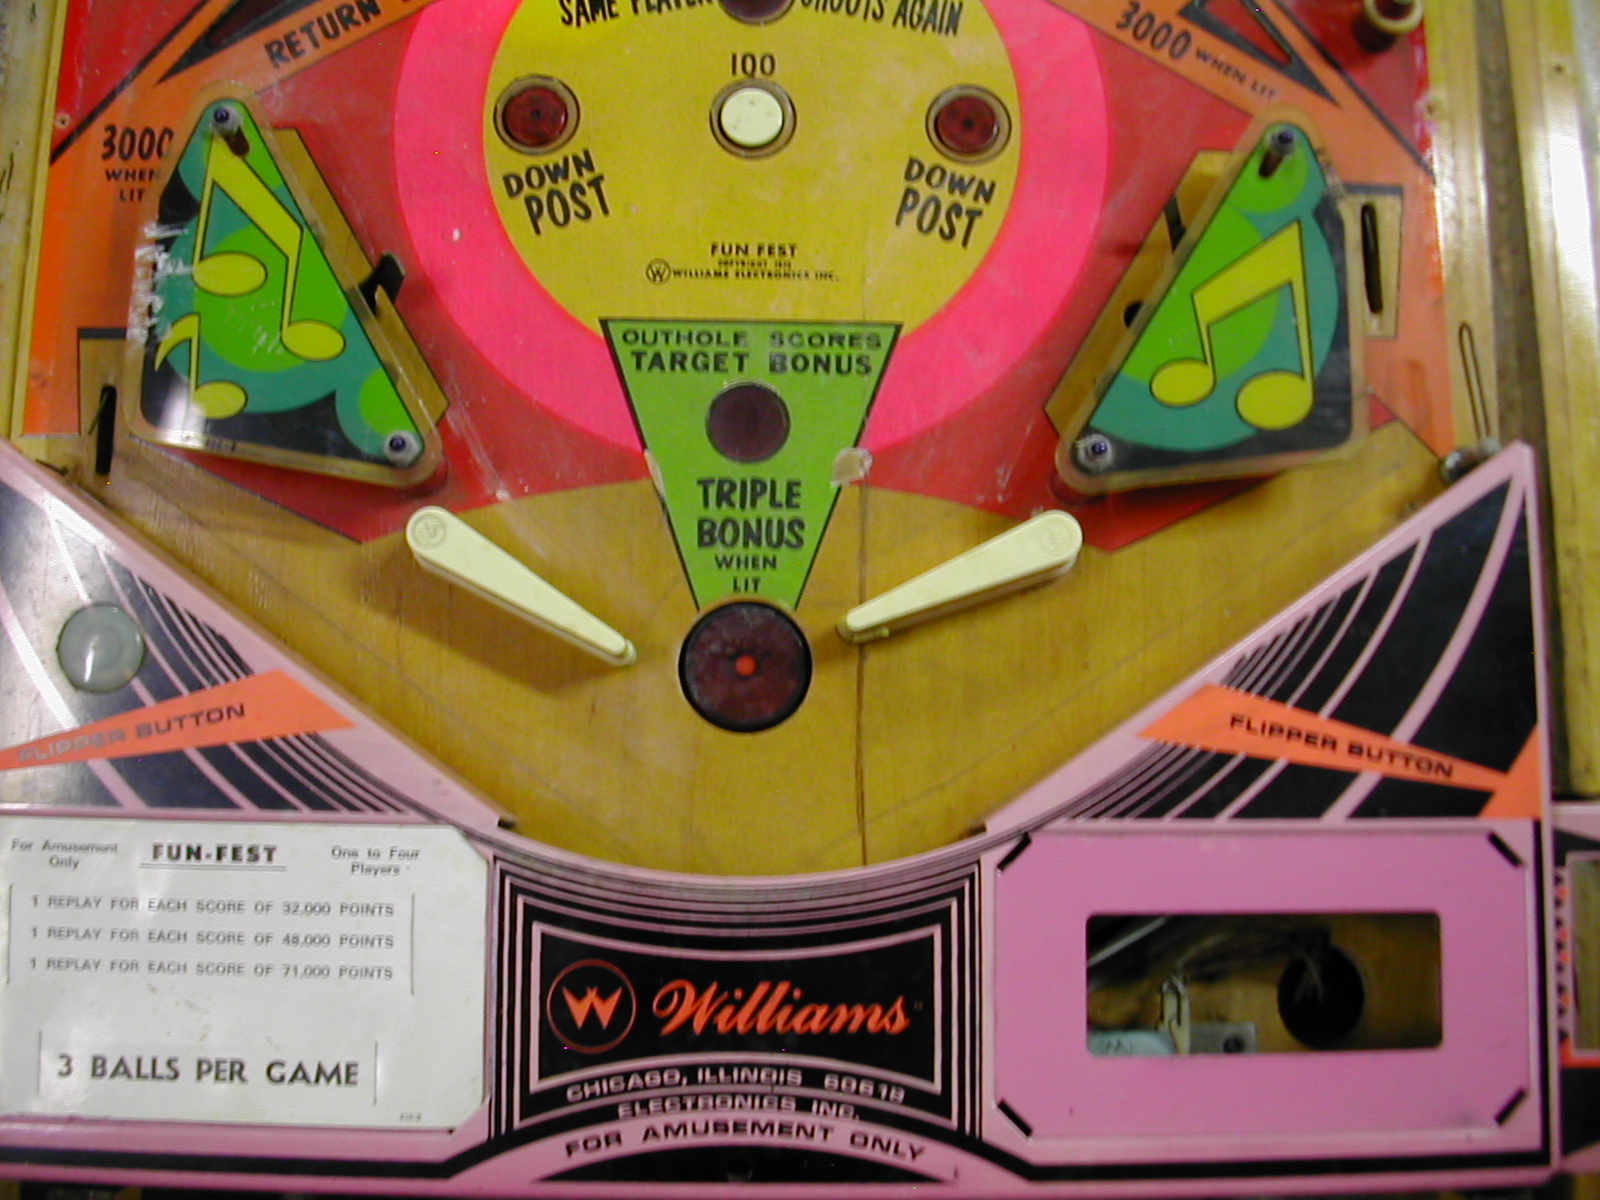 SAME PLAYER SHOOTS AGAIN
RETURN
3000 WHEN LIT
100
3000
WHEN
LIT
DOWN
POST
DOWN
POST
FUN FEST
WILLIAMS ELECTRONICS INC.
OUTHOLE SCORES
TARGET BONUS
TRIPLE
BONUS
WHEN
LIT
FLIPPER BUTTON
FLIPPER BUTTON
For Amusement
Only
FUN-FEST
One to Four
Players
1 REPLAY FOR EACH SCORE OF 32,000 POINTS
1 REPLAY FOR EACH SCORE OF 48,000 POINTS
1 REPLAY FOR EACH SCORE OF 71,000 POINTS
3 BALLS PER GAME
W Williams
CHICAGO, ILLINOIS 60618
ELECTRONICS INC.
FOR AMUSEMENT ONLY